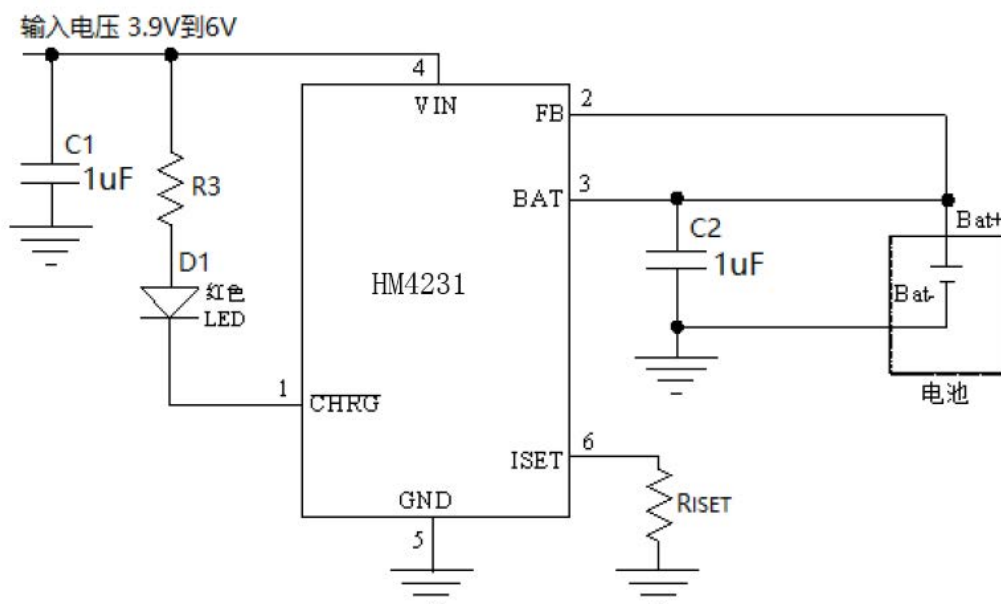 输入电压 3.9V到6V
4
VIN
FB
2
C1
1uF
R3
BAT
3
C2
1uF
Bat+
Bat-
电池
D1
红色
LED
HM4231
1
CHRG
ISET
6
RISET
GND
5